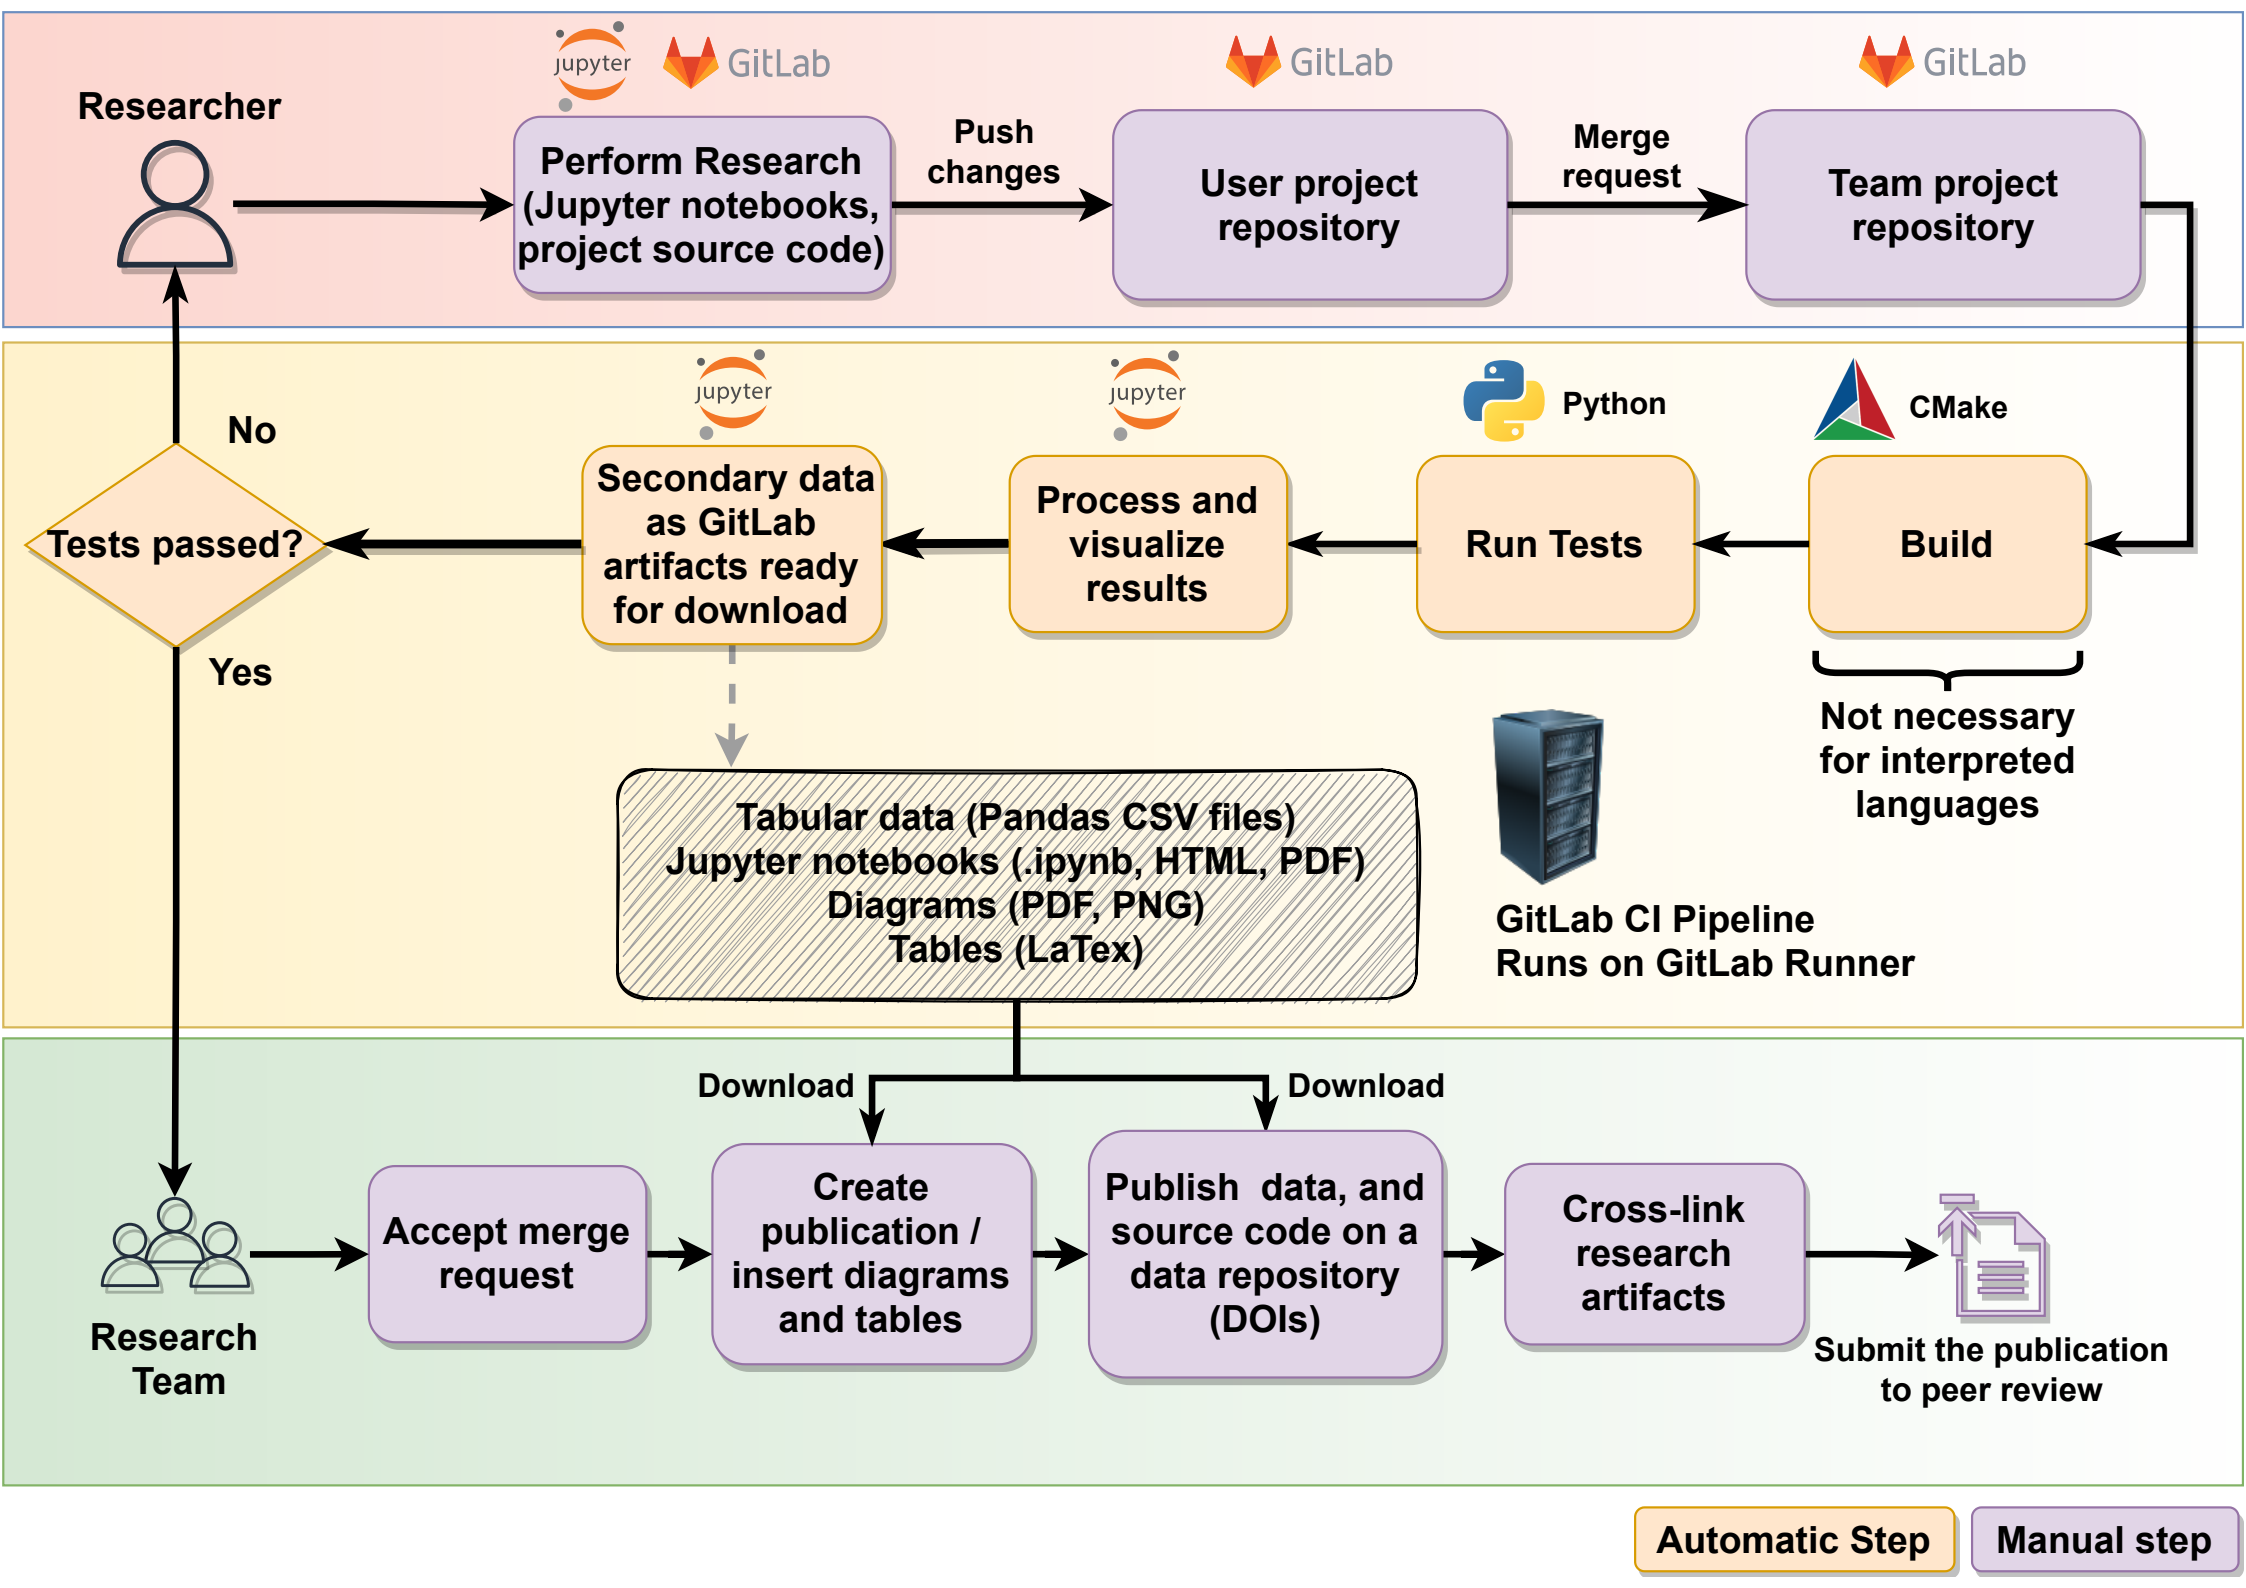 Researcher
jupyter
GitLab
GitLab
GitLab
Perform Research
(Jupyter notebooks,
project source code)
Push
changes
User project
repository
Merge
request
Team project
repository
No
Tests passed?
Yes
jupyter
Secondary data
as GitLab
artifacts ready
for download
jupyter
Process and
visualize
results
Python
Run Tests
CMake
Build
Not necessary
for interpreted
languages
Tabular data (Pandas CSV files)
Jupyter notebooks (.ipynb, HTML, PDF)
Diagrams (PDF, PNG)
Tables (LaTex)
GitLab CI Pipeline
Runs on GitLab Runner
Download
Download
Research
Team
Accept merge
request
Create
publication /
insert diagrams
and tables
Publish  data, and
source code on a
data repository
(DOIs)
Cross-link
research
artifacts
Submit the publication
to peer review
Automatic Step
Manual step